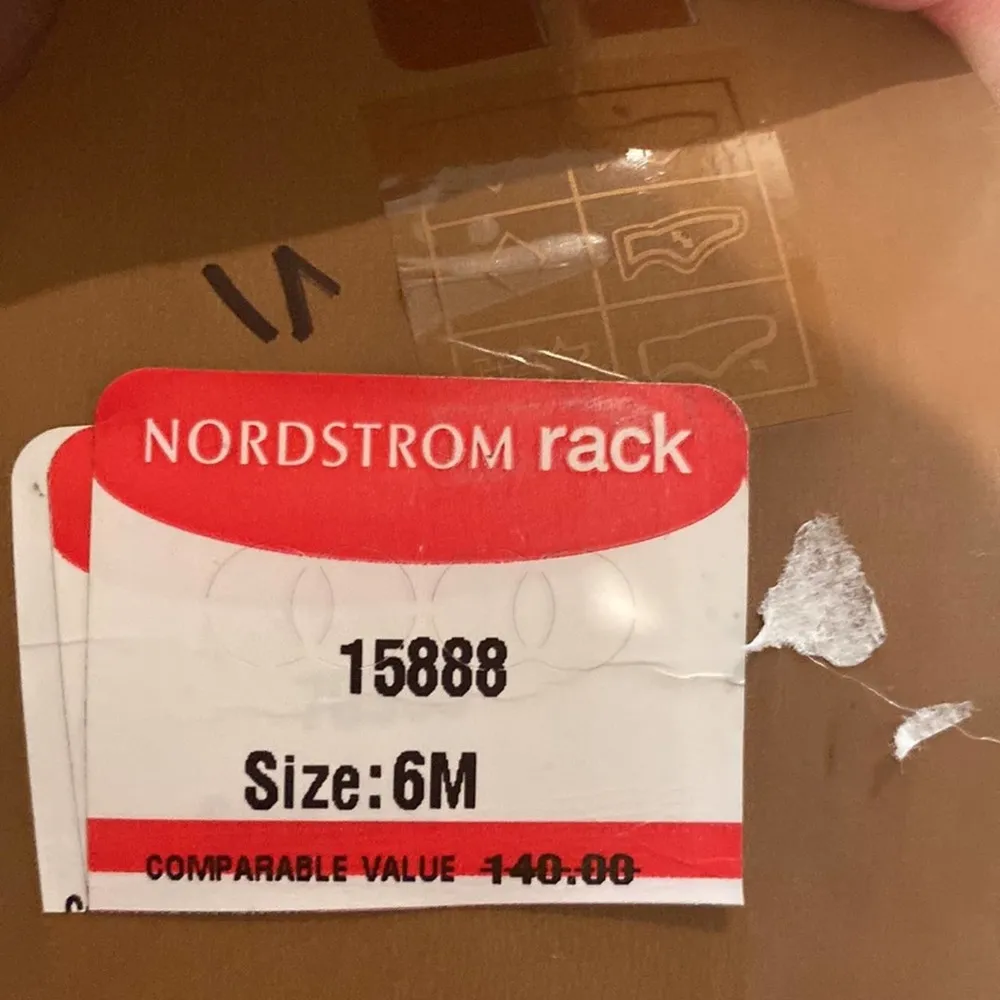 NORDSTROM rack
15888
Size:6M
COMPARABLE VALUE 140.00